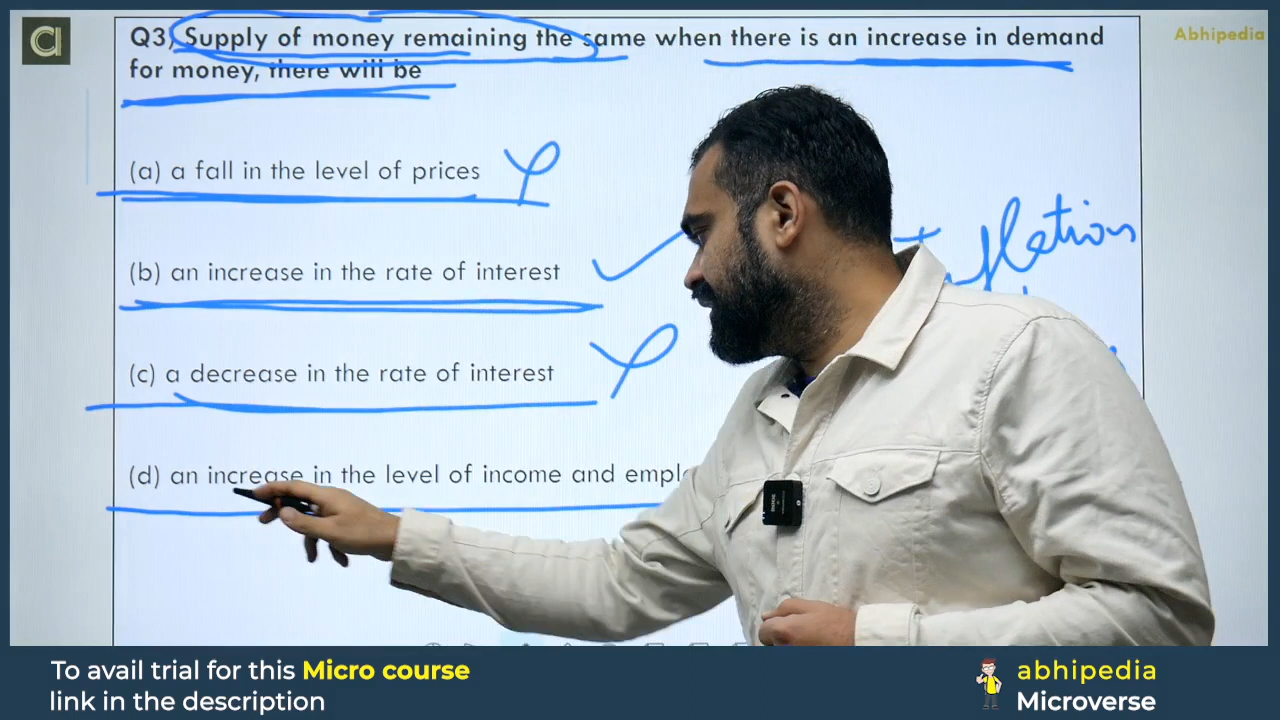 Abhipedia
Q3) Supply of money remaining the same when there is an increase in demand
for money, there will be
(a) a fall in the level of prices
(b) an increase in the rate of interest
Inflation
(c) a decrease in the rate of interest
(d) an increase in the level of income and
To avail trial for this Micro course
link in the description
abhipedia
Microverse